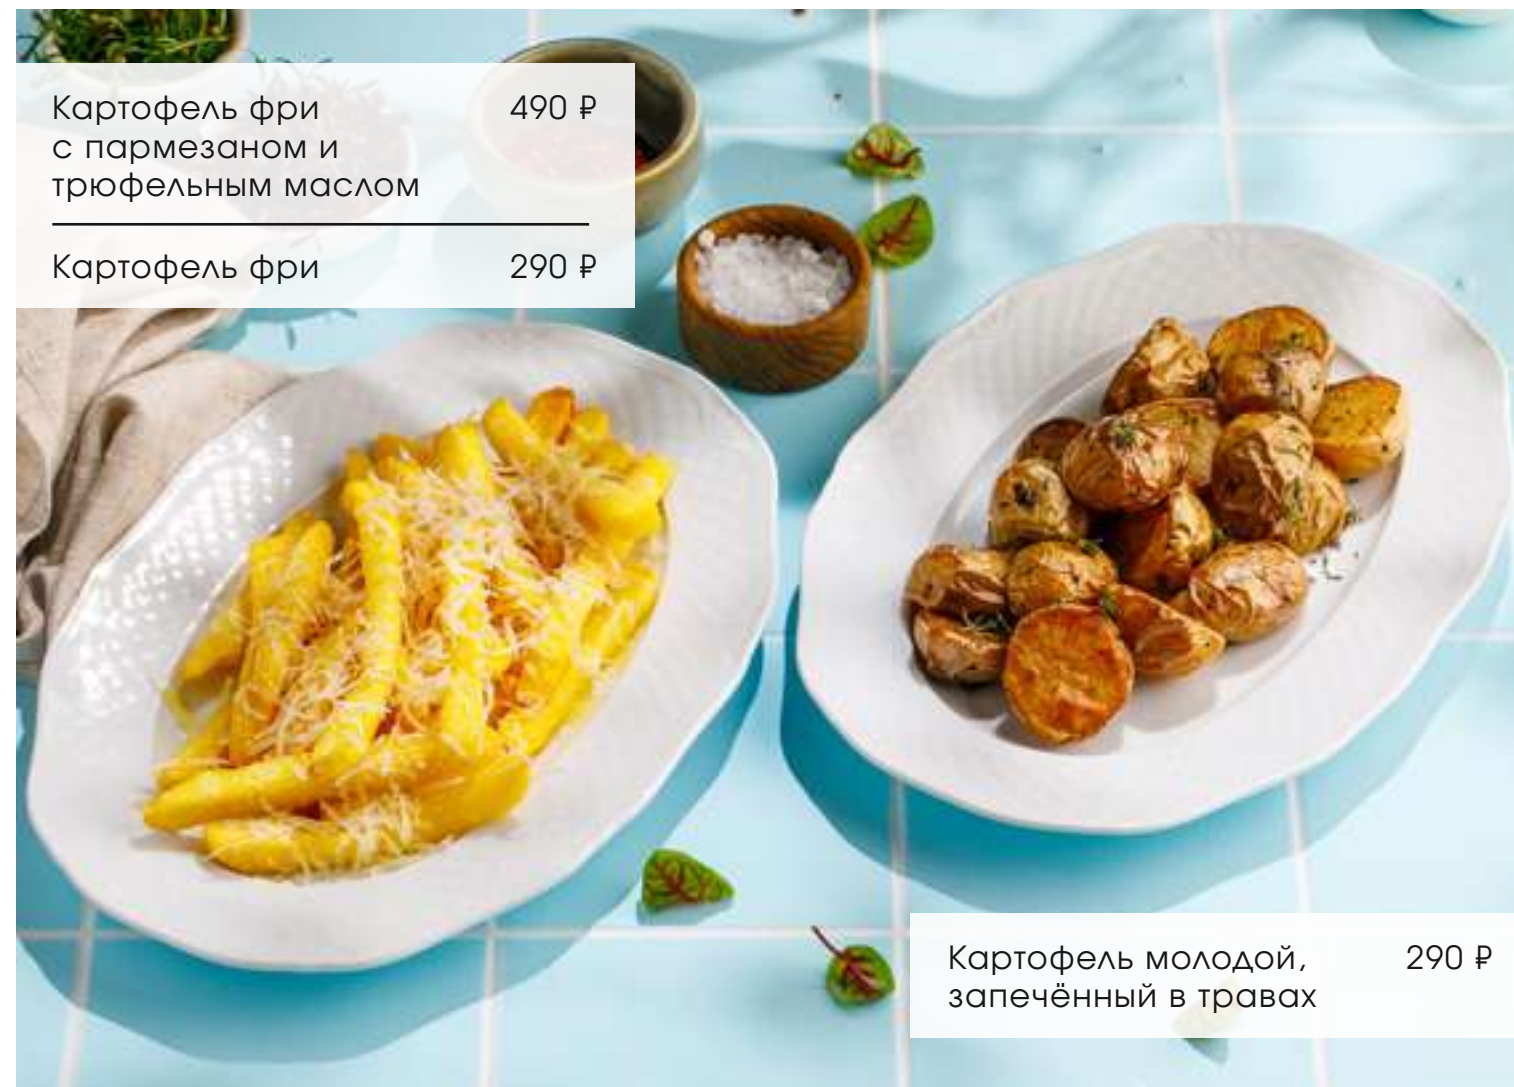 Картофель фри 490 ₽
с пармезаном и
трюфельным маслом
Картофель фри 290 ₽
Картофель молодой, 290 ₽
запечённый в травах